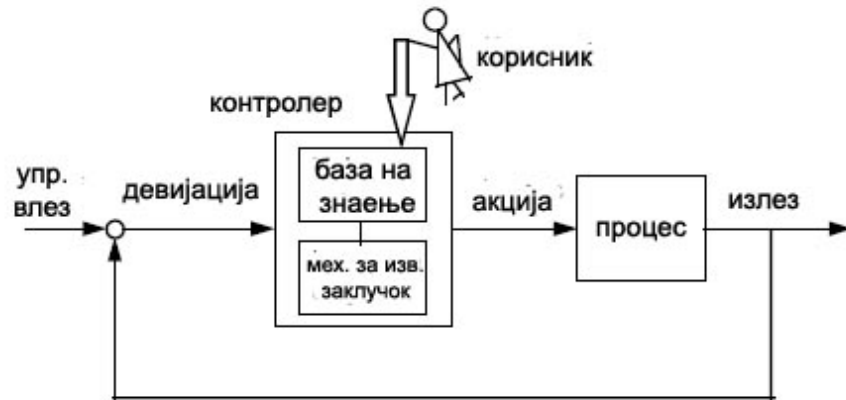 корисник
контролер
упр.
влез
девијација
база на
знаење
мех. за изв.
заклучок
акција
процес
излез